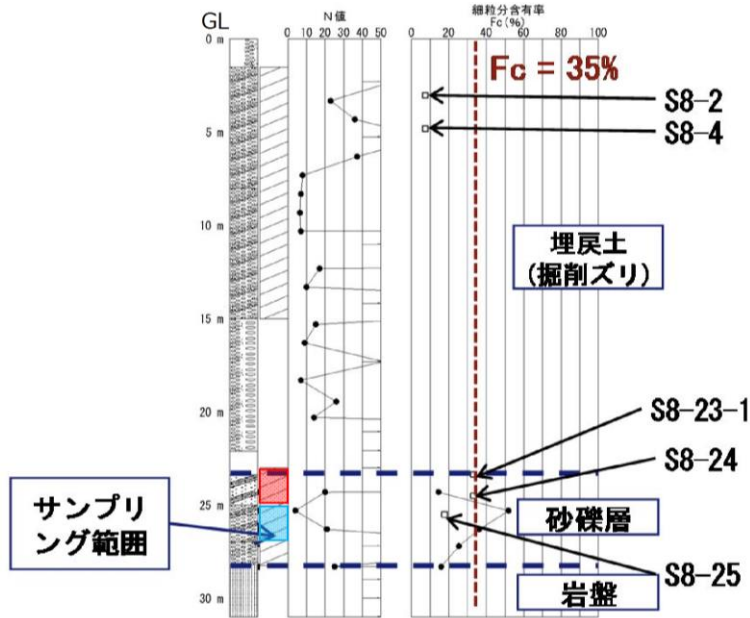 GL
N 値
細粒分含有率
Fc (%)
0 10 20 30 40 50
0 20 40 60 80 100
0 m
Fc = 35%
S8-2
S8-4
5 m
10 m
埋戻土
(掘削ズリ)
15 m
20 m
S8-23-1
S8-24
サンプリ
ング範囲
25 m
砂礫層
S8-25
岩盤
30 m